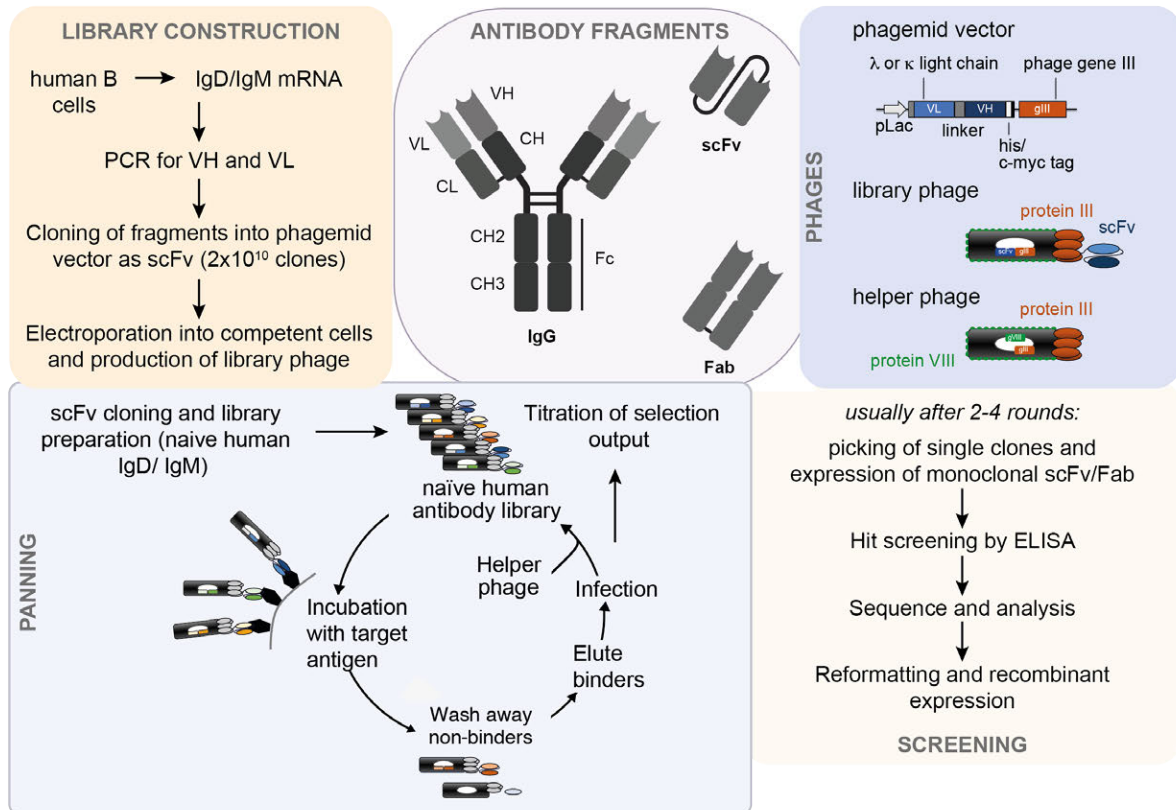 LIBRARY CONSTRUCTION
human B
cells
IgD/IgM mRNA
PCR for VH and VL
Cloning of fragments into phagemid
vector as scFv (2x10¹⁰ clones)
Electroporation into competent cells
and production of library phage
ANTIBODY FRAGMENTS
VH
VL
CH
CL
CH2
CH3
Fc
IgG
scFv
Fab
PHAGES
phagemid vector
λ or κ light chain
phage gene III
VL
VH
gIII
pLac
linker
his/
c-myc tag
library phage
protein III
scFv
scFv
gIII
helper phage
protein III
gVIII
gIII
protein VIII
PANNING
scFv cloning and library
preparation (naive human
IgD/ IgM)
naïve human
antibody library
Titration of selection
output
Helper
phage
Infection
Incubation
with target
antigen
Elute
binders
Wash away
non-binders
usually after 2-4 rounds:
picking of single clones and
expression of monoclonal scFv/Fab
Hit screening by ELISA
Sequence and analysis
Reformatting and recombinant
expression
SCREENING